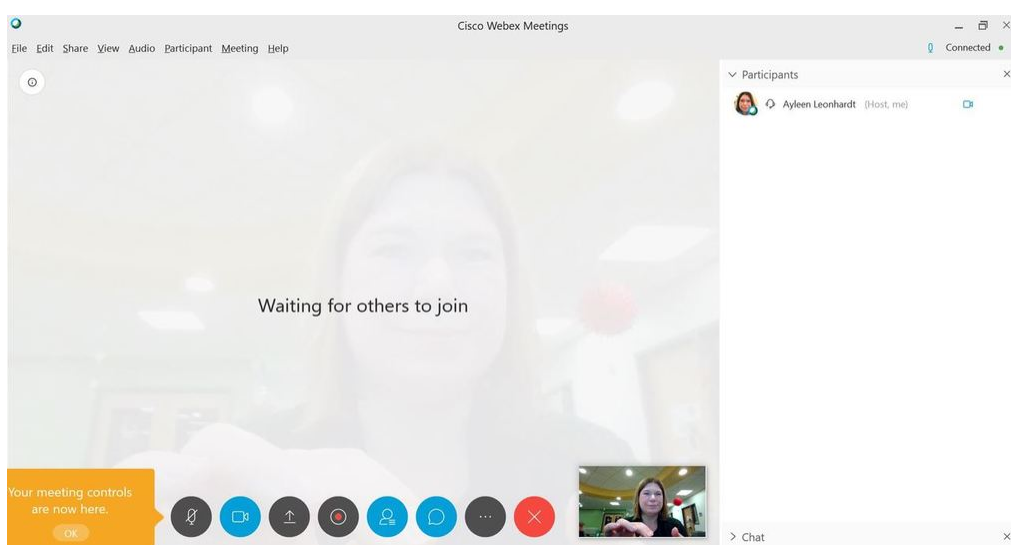 Cisco Webex Meetings
File Edit Share View Audio Participant Meeting Help
Connected
Participants
Ayleen Leonhardt (Host, me)
Waiting for others to join
Your meeting controls
are now here.
OK
Chat